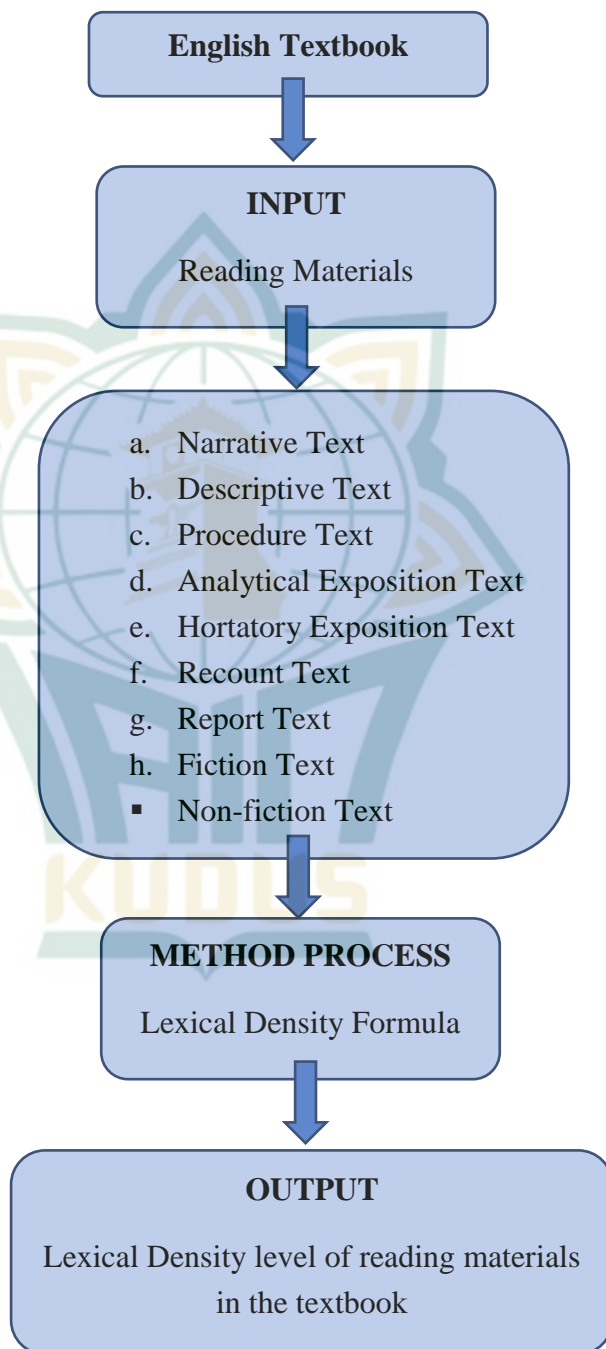 English Textbook
INPUT
Reading Materials
a. Narrative Text
b. Descriptive Text
c. Procedure Text
d. Analytical Exposition Text
e. Hortatory Exposition Text
f. Recount Text
g. Report Text
h. Fiction Text
▪ Non-fiction Text
KUDUS
METHOD PROCESS
Lexical Density Formula
OUTPUT
Lexical Density level of reading materials
in the textbook